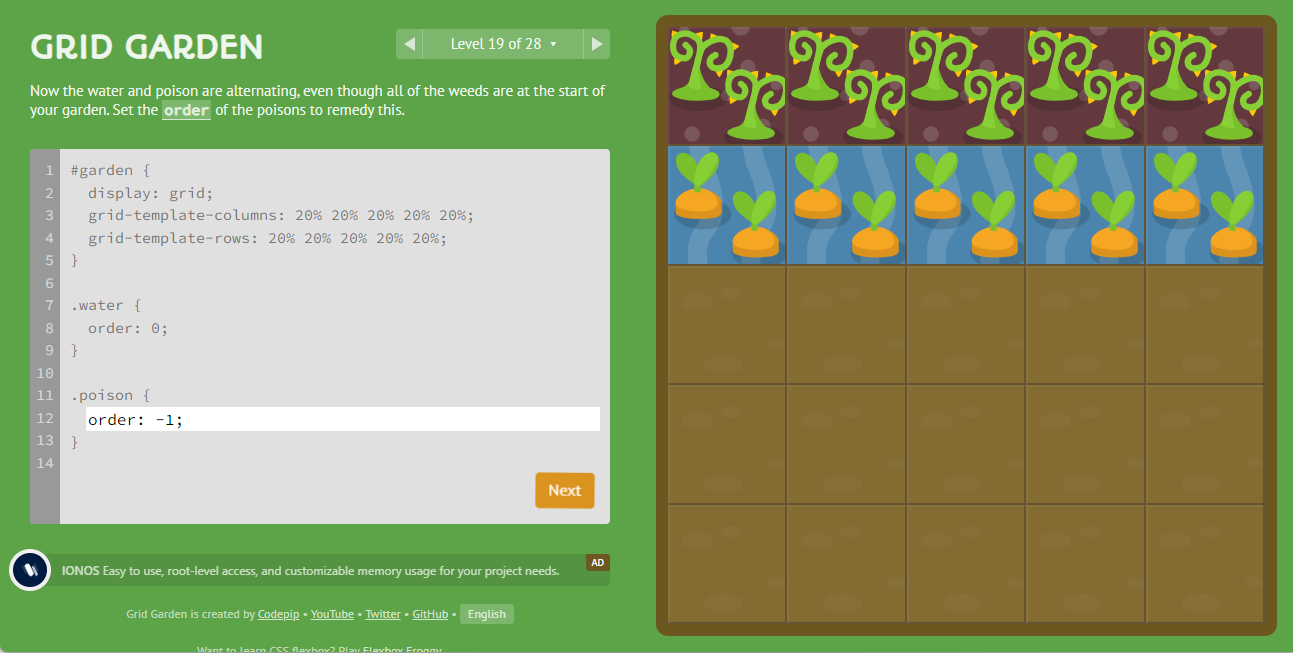 GRID GARDEN
Level 19 of 28
Now the water and poison are alternating, even though all of the weeds are at the start of
your garden. Set the order of the poisons to remedy this.
1 #garden {
2 display: grid;
3 grid-template-columns: 20% 20% 20% 20% 20%;
4 grid-template-rows: 20% 20% 20% 20% 20%;
5 }
6
7 .water {
8 order: 0;
9 }
10
11 .poison {
12 order: -1;
13 }
14
Next
AD
IONOS Easy to use, root-level access, and customizable memory usage for your project needs.
Grid Garden is created by Codepip • YouTube • Twitter • GitHub • English
Want to learn CSS flexbox? Play Flexbox Froggy.